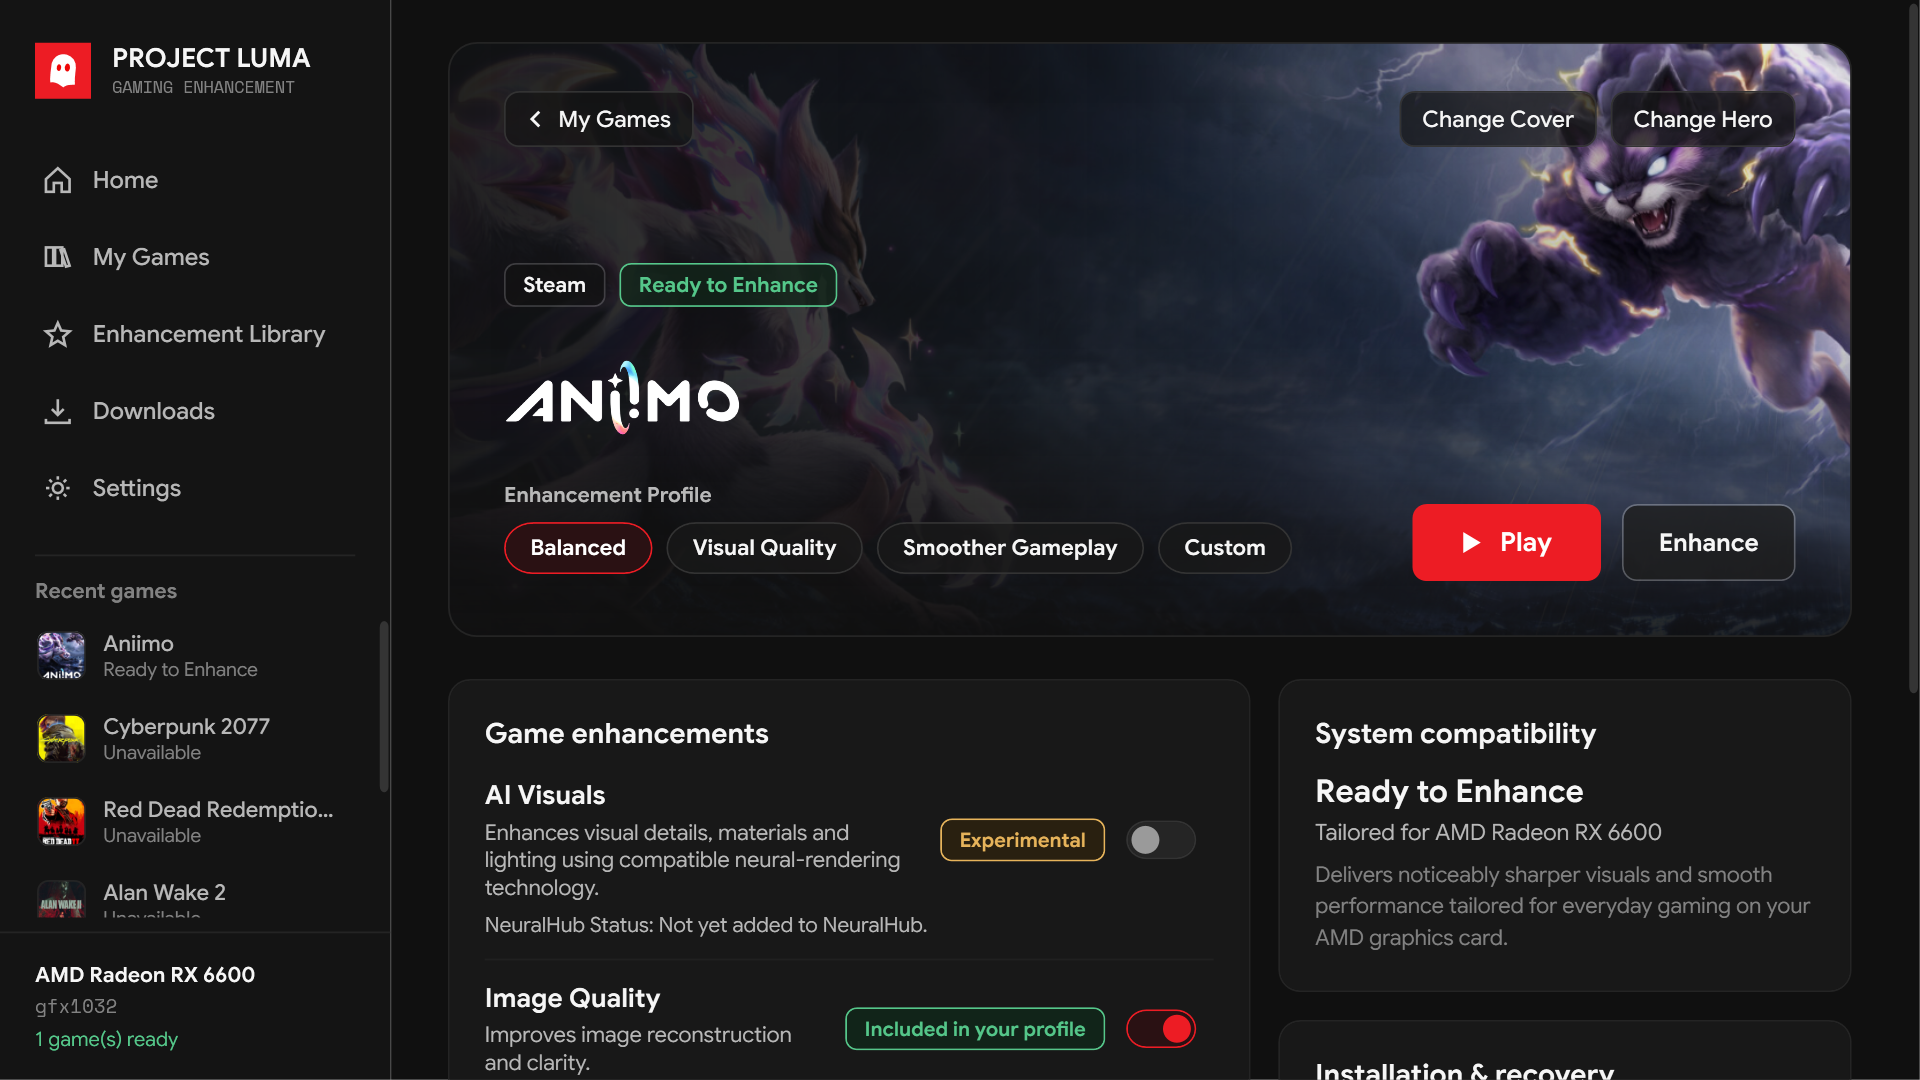 PROJECT LUMA
GAMING ENHANCEMENT
Home
My Games
Enhancement Library
Downloads
Settings
Recent games
Aniimo
Ready to Enhance
Cyberpunk 2077
Unavailable
Red Dead Redemptio...
Unavailable
Alan Wake 2
Unavailable
AMD Radeon RX 6600
gfx1032
1 game(s) ready
My Games
Change Cover
Change Hero
Steam
Ready to Enhance
ANIIMO
Enhancement Profile
Balanced
Visual Quality
Smoother Gameplay
Custom
Play
Enhance
Game enhancements
AI Visuals
Enhances visual details, materials and
lighting using compatible neural-rendering
technology.
NeuralHub Status: Not yet added to NeuralHub.
Experimental
Image Quality
Improves image reconstruction
and clarity.
Included in your profile
System compatibility
Ready to Enhance
Tailored for AMD Radeon RX 6600
Delivers noticeably sharper visuals and smooth
performance tailored for everyday gaming on your
AMD graphics card.
Installation & recovery